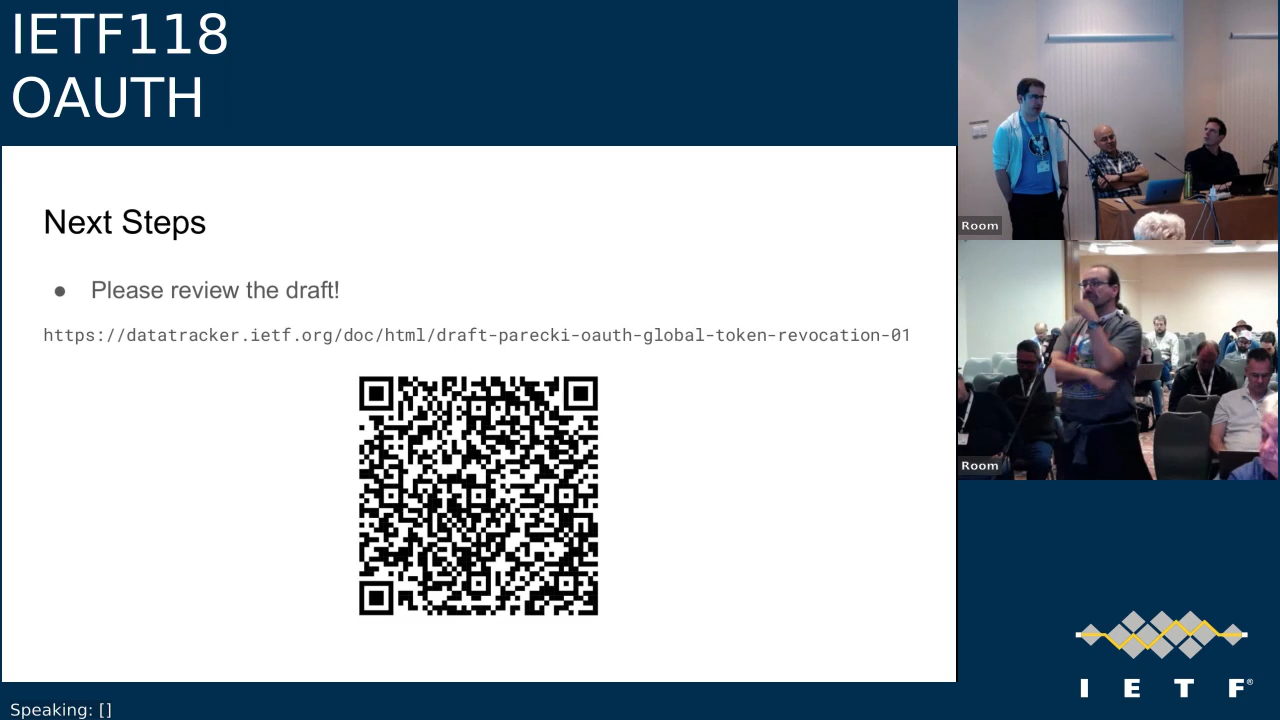 IETF118
OAUTH
Next Steps
● Please review the draft!
https://datatracker.ietf.org/doc/html/draft-parecki-oauth-global-token-revocation-01
Room
Room
I E T F®
Speaking: []